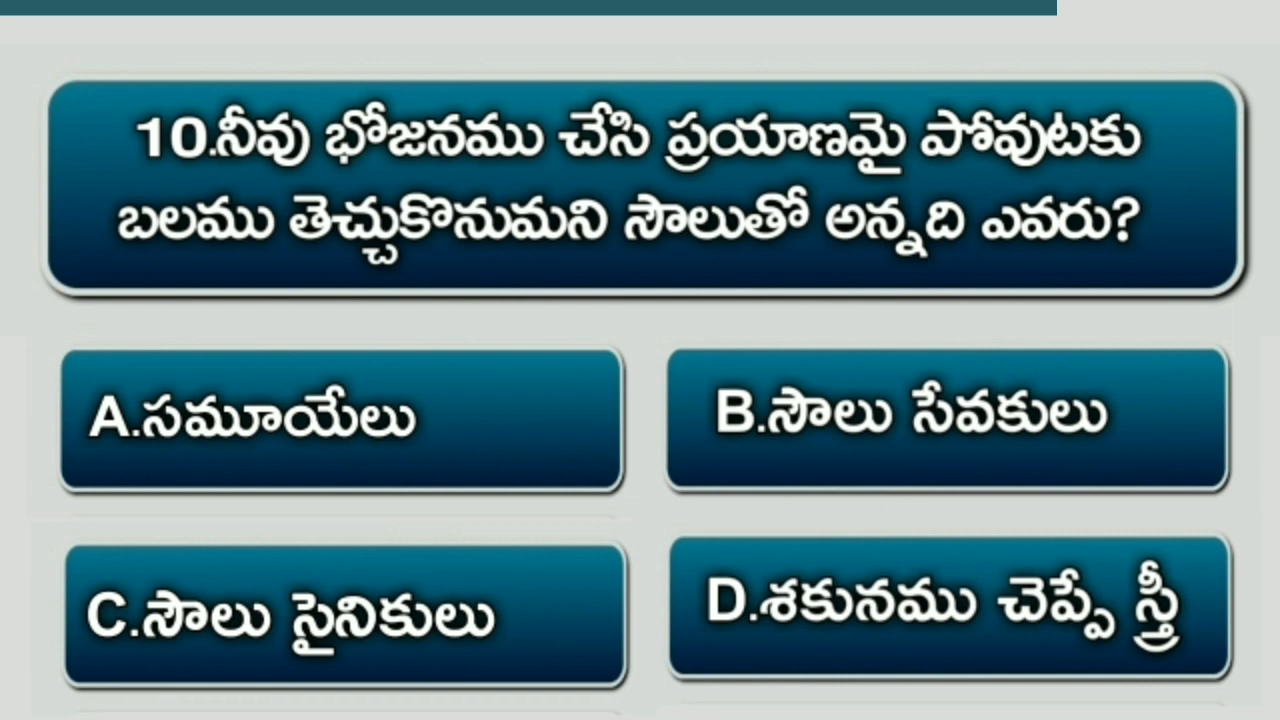 10.నీవు భోజనము చేసి ప్రయాణమై పోవుటకు
బలము తెచ్చుకొనుమని సౌలుతో అన్నది ఎవరు?
A.సమూయేలు
B.సౌలు సేవకులు
C.సౌలు సైనికులు
D.శకునము చెప్పే స్త్రీ